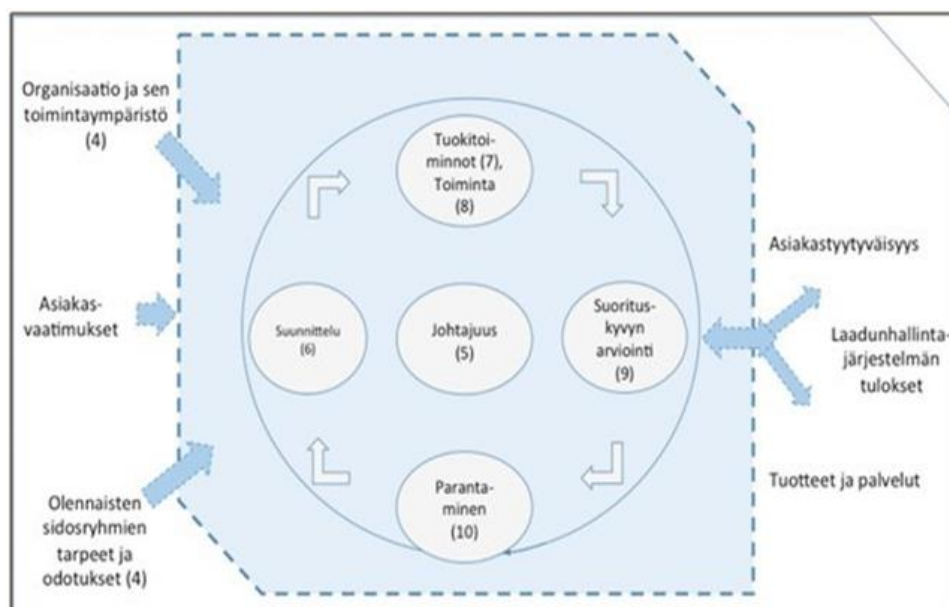 Organisaatio ja sen
toimintaympäristö
(4)
Asiakas-
vaatimukset
Olennaisten
sidosryhmien
tarpeet ja
odotukset (4)
Tuokitoi-
minnot (7),
Toiminta
(8)
Suunnittelu
(6)
Johtajuus
(5)
Suoritus-
kyvyn
arviointi
(9)
Paranta-
minen
(10)
Asiakastyytyväisyys
Laadunhallinta-
järjestelmän
tulokset
Tuotteet ja palvelut